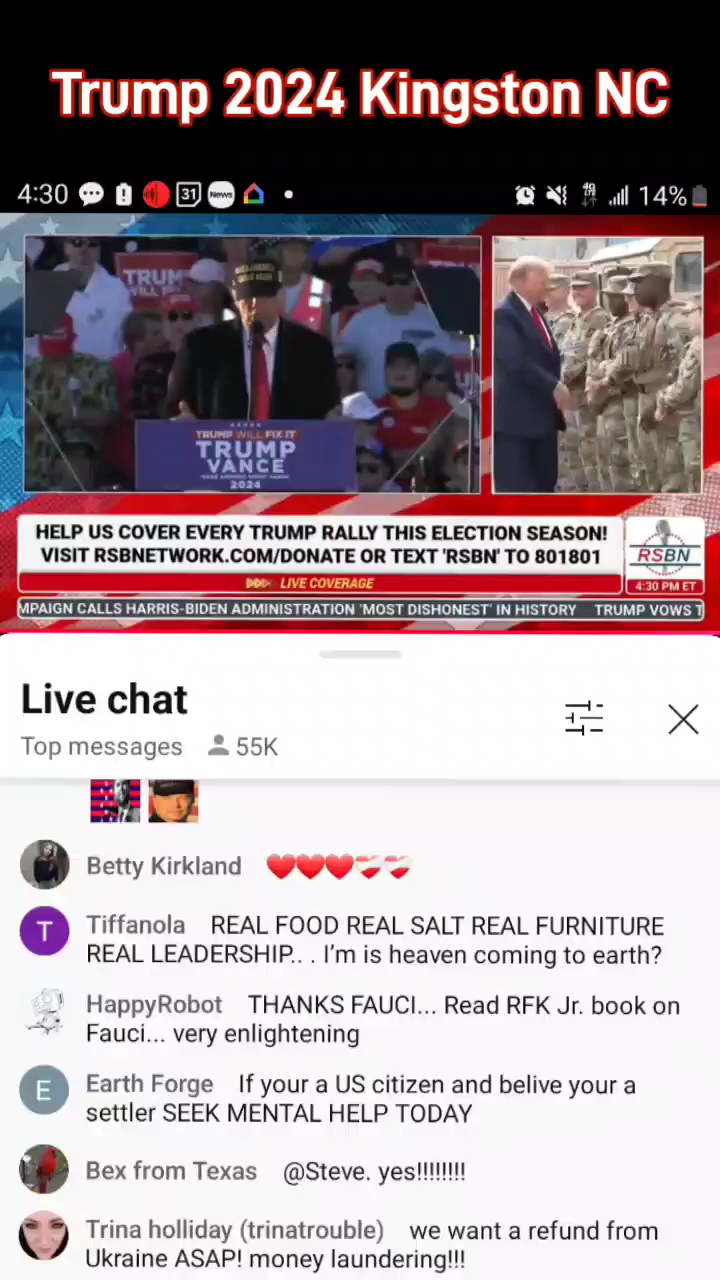 Trump 2024 Kingston NC
4:30
31
News
4G
14%
TRUM
WILL F
TRUMP WILL FIX IT
TRUMP
VANCE
2024
HELP US COVER EVERY TRUMP RALLY THIS ELECTION SEASON!
VISIT RSBNETWORK.COM/DONATE OR TEXT 'RSBN' TO 801801
RSBN
LIVE COVERAGE
4:30 PM ET
MPAIGN CALLS HARRIS-BIDEN ADMINISTRATION 'MOST DISHONEST' IN HISTORY TRUMP VOWS T
Live chat
Top messages 55K
Betty Kirkland
Tiffanola REAL FOOD REAL SALT REAL FURNITURE
T
REAL LEADERSHIP.. . I'm is heaven coming to earth?
HappyRobot THANKS FAUCI... Read RFK Jr. book on
Fauci... very enlightening
Earth Forge If your a US citizen and belive your a
E
settler SEEK MENTAL HELP TODAY
Bex from Texas @Steve. yes!!!!!!!!
Trina holliday (trinatrouble) we want a refund from
Ukraine ASAP! money laundering!!!